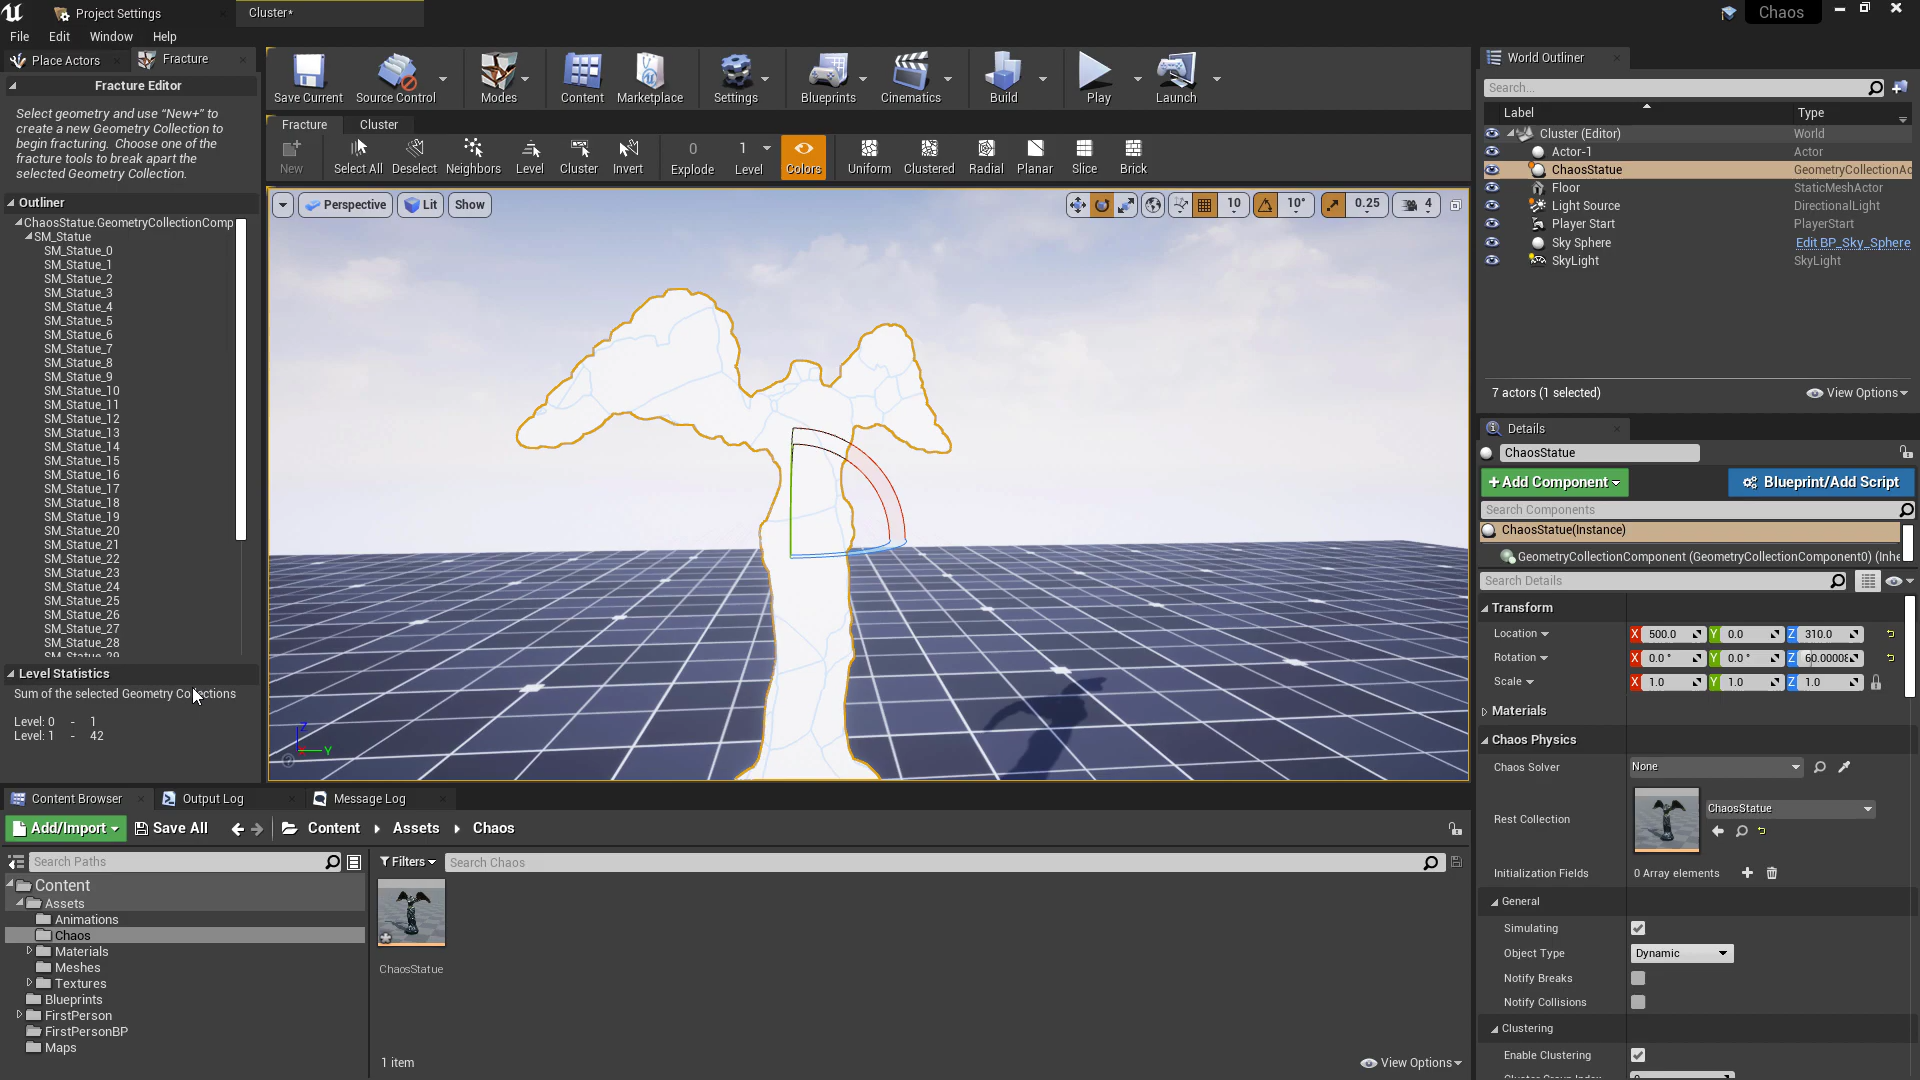 Project Settings
Cluster*
Chaos
File Edit Window Help
Place Actors
Fracture
Fracture Editor
Select geometry and use “New+” to
create a new Geometry Collection to
begin fracturing. Choose one of the
fracture tools to break apart the
selected Geometry Collection.
Outliner
ChaosStatue.GeometryCollectionComp
SM_Statue
SM_Statue_0
SM_Statue_1
SM_Statue_2
SM_Statue_3
SM_Statue_4
SM_Statue_5
SM_Statue_6
SM_Statue_7
SM_Statue_8
SM_Statue_9
SM_Statue_10
SM_Statue_11
SM_Statue_12
SM_Statue_13
SM_Statue_14
SM_Statue_15
SM_Statue_16
SM_Statue_17
SM_Statue_18
SM_Statue_19
SM_Statue_20
SM_Statue_21
SM_Statue_22
SM_Statue_23
SM_Statue_24
SM_Statue_25
SM_Statue_26
SM_Statue_27
SM_Statue_28
SM_Statue_29
Level Statistics
Sum of the selected Geometry Collections
Level: 0 - 1
Level: 1 - 42
Save Current Source Control Modes Content Marketplace Settings Blueprints Cinematics Build Play Launch
Fracture Cluster
0 1
New Select All Deselect Neighbors Level Cluster Invert Explode Level Colors Uniform Clustered Radial Planar Slice Brick
Perspective Lit Show
10 10° 0.25 4
Z
X Y
World Outliner
Search...
Label Type
Cluster (Editor) World
Actor-1 Actor
ChaosStatue GeometryCollectionAc
Floor StaticMeshActor
Light Source DirectionalLight
Player Start PlayerStart
Sky Sphere Edit BP_Sky_Sphere
SkyLight SkyLight
7 actors (1 selected) View Options
Details
ChaosStatue
+Add Component Blueprint/Add Script
Search Components
ChaosStatue(Instance)
GeometryCollectionComponent (GeometryCollectionComponent0) (Inhe
Search Details
Transform
Location X 500.0 Y 0.0 Z 310.0
Rotation X 0.0 ° Y 0.0 ° Z 60.00008
Scale X 1.0 Y 1.0 Z 1.0
Materials
Chaos Physics
Chaos Solver None
Rest Collection ChaosStatue
Initialization Fields 0 Array elements
General
Simulating
Object Type Dynamic
Notify Breaks
Notify Collisions
Clustering
Enable Clustering
Content Browser Output Log Message Log
Add/Import Save All Content Assets Chaos
Search Paths
Filters Search Chaos
Content
Assets
Animations
Chaos
Materials
Meshes
Textures
Blueprints
FirstPerson
FirstPersonBP
Maps
ChaosStatue
1 item View Options